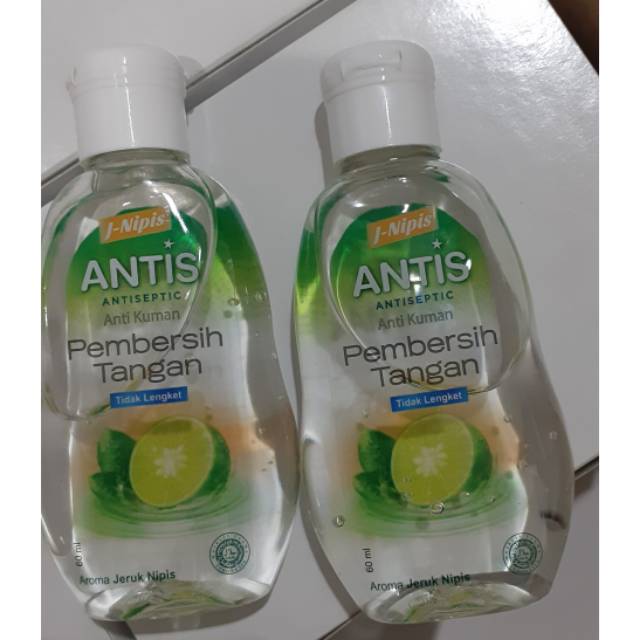 J-Nipis
ANTIS
ANTISEPTIC
Anti Kuman
Pembersih
Tangan
Tidak Lengket
60 ml
Aroma Jeruk Nipis
J-Nipis
ANTIS
ANTISEPTIC
Anti Kuman
Pembersih
Tangan
Tidak Lengket
60 ml
Aroma Jeruk Nipis